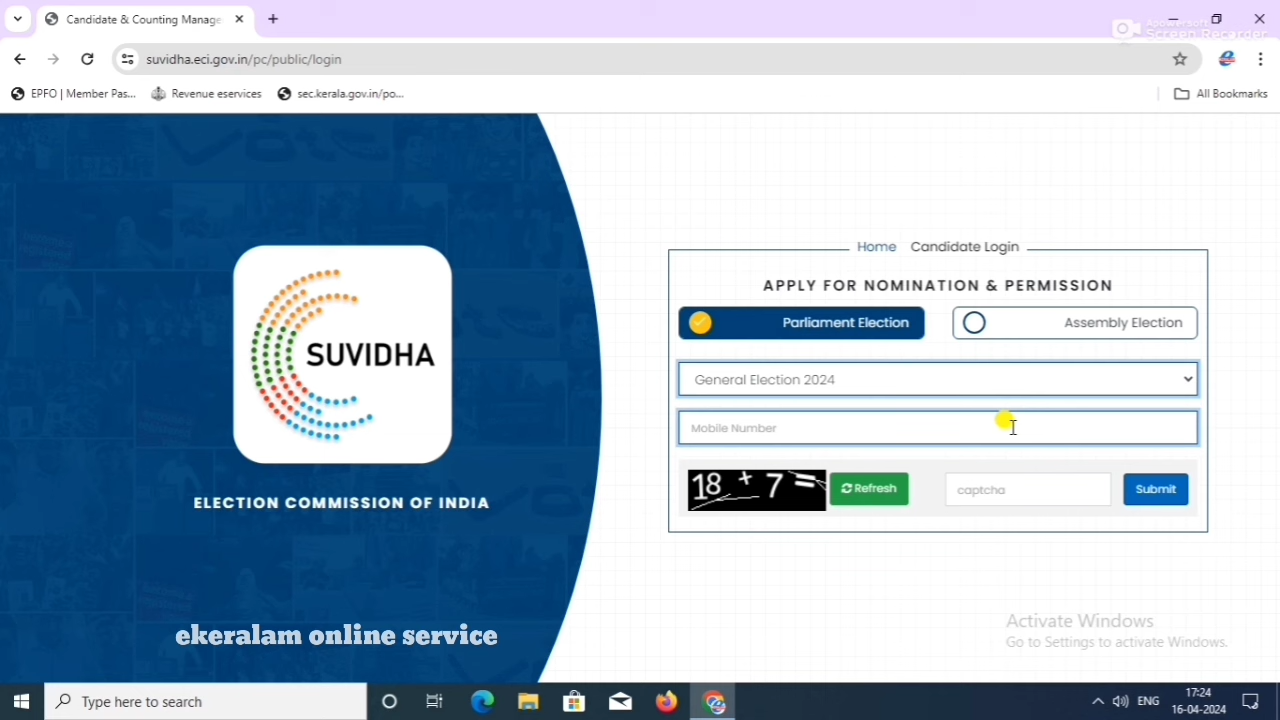 Candidate & Counting Manage
Apowersoft
Screen Recorder
suvidha.eci.gov.in/pc/public/login
EPFO | Member Pas...
Revenue eservices
sec.kerala.gov.in/po...
All Bookmarks
Home
Candidate Login
APPLY FOR NOMINATION & PERMISSION
Parliament Election
Assembly Election
General Election 2024
Mobile Number
18 + 7 =
Refresh
captcha
Submit
SUVIDHA
ELECTION COMMISSION OF INDIA
ekeralam online service
Activate Windows
Go to Settings to activate Windows.
Type here to search
ENG
17:24
16-04-2024